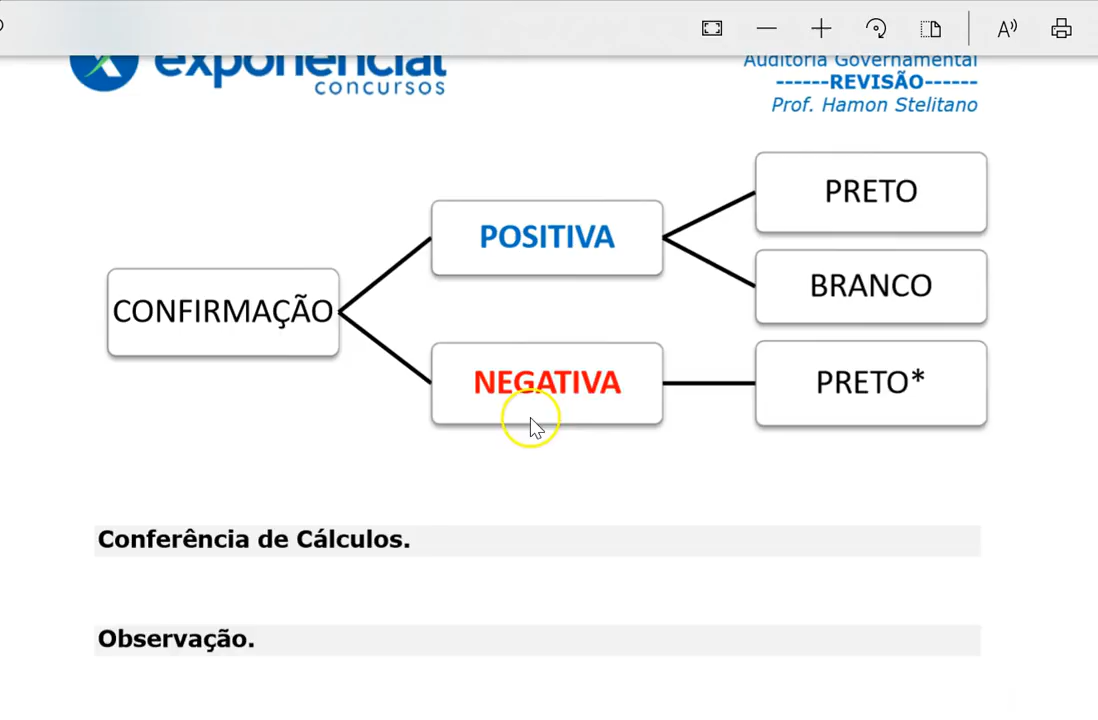 exponencial
concursos
Auditoria Governamental
------REVISÃO------
Prof. Hamon Stelitano
CONFIRMAÇÃO
POSITIVA
PRETO
BRANCO
NEGATIVA
PRETO*
Conferência de Cálculos.
Observação.